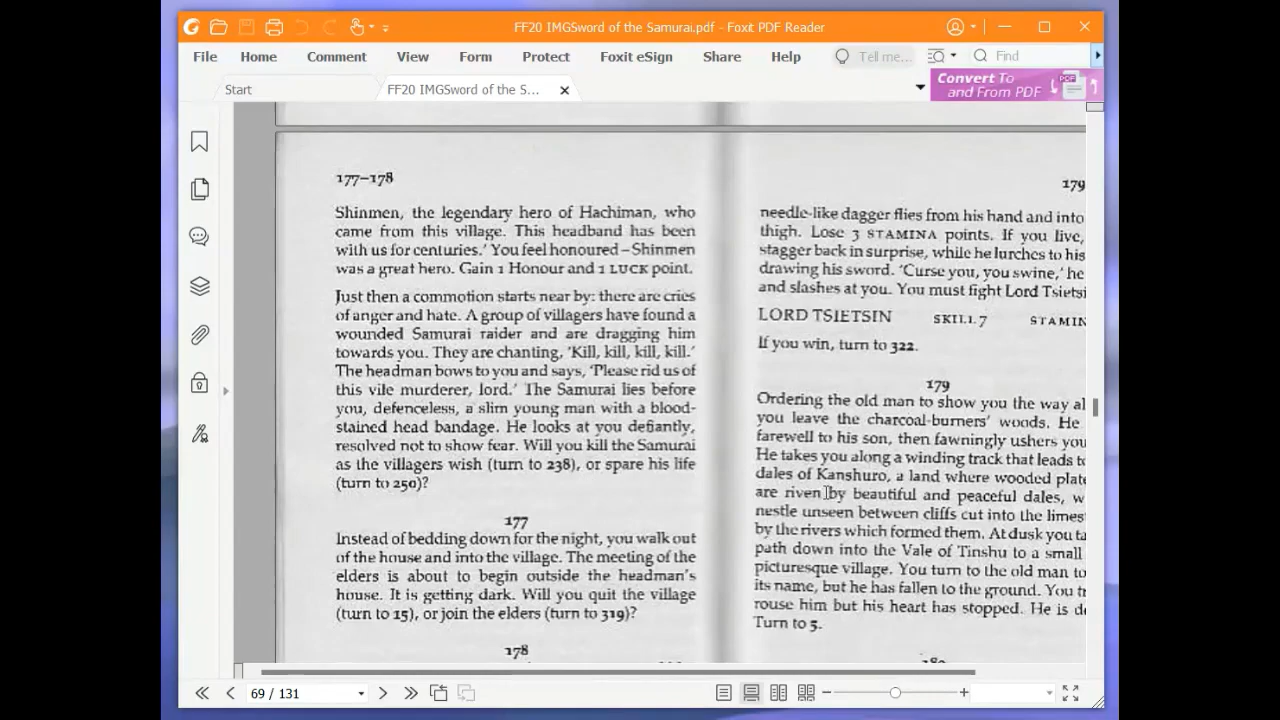 FF20 IMGSword of the Samurai.pdf - Foxit PDF Reader
File Home Comment View Form Protect Foxit eSign Share Help Tell me... Find
Start
FF20 IMGSword of the S...
Convert To
and From PDF
PDF
177–178
Shinmen, the legendary hero of Hachiman, who
came from this village. This headband has been
with us for centuries.' You feel honoured – Shinmen
was a great hero. Gain 1 Honour and 1 LUCK point.
Just then a commotion starts near by: there are cries
of anger and hate. A group of villagers have found a
wounded Samurai raider and are dragging him
towards you. They are chanting, 'Kill, kill, kill, kill.'
The headman bows to you and says, 'Please rid us of
this vile murderer, lord.' The Samurai lies before
you, defenceless, a slim young man with a blood-
stained head bandage. He looks at you defiantly,
resolved not to show fear. Will you kill the Samurai
as the villagers wish (turn to 238), or spare his life
(turn to 250)?
177
Instead of bedding down for the night, you walk out
of the house and into the village. The meeting of the
elders is about to begin outside the headman's
house. It is getting dark. Will you quit the village
(turn to 15), or join the elders (turn to 319)?
178
179
needle-like dagger flies from his hand and into
thigh. Lose 3 STAMINA points. If you live,
stagger back in surprise, while he lurches to his
drawing his sword. 'Curse you, you swine,' he
and slashes at you. You must fight Lord Tsietsi
LORD TSIETSIN SKILL 7 STAMIN
If you win, turn to 322.
179
Ordering the old man to show you the way al
you leave the charcoal-burners' woods. He
farewell to his son, then fawningly ushers you
He takes you along a winding track that leads to
dales of Kanshuro, a land where wooded plate
are riven by beautiful and peaceful dales, w
nestle unseen between cliffs cut into the limes
by the rivers which formed them. At dusk you ta
path down into the Vale of Tinshu to a small
picturesque village. You turn to the old man to
its name, but he has fallen to the ground. You t
rouse him but his heart has stopped. He is d
Turn to 5.
69 / 131